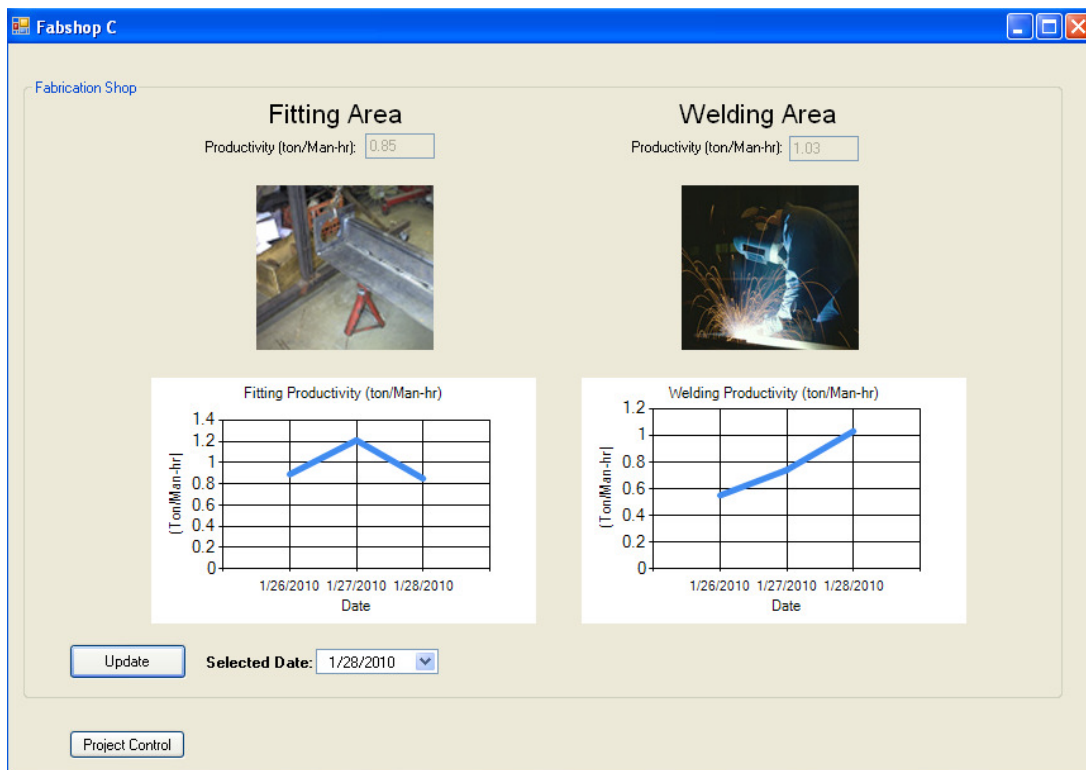 Fabshop C
Fabrication Shop
Fitting Area
Productivity (ton/Man-hr): 0.85
Welding Area
Productivity (ton/Man-hr): 1.03
Fitting Productivity (ton/Man-hr)
1.4
1.2
1
0.8
0.6
0.4
0.2
0
(Ton/Man-hr)
1/26/2010 1/27/2010 1/28/2010
Date
Welding Productivity (ton/Man-hr)
1.2
1
0.8
0.6
0.4
0.2
0
(Ton/Man-hr)
1/26/2010 1/27/2010 1/28/2010
Date
Update
Selected Date: 1/28/2010
Project Control